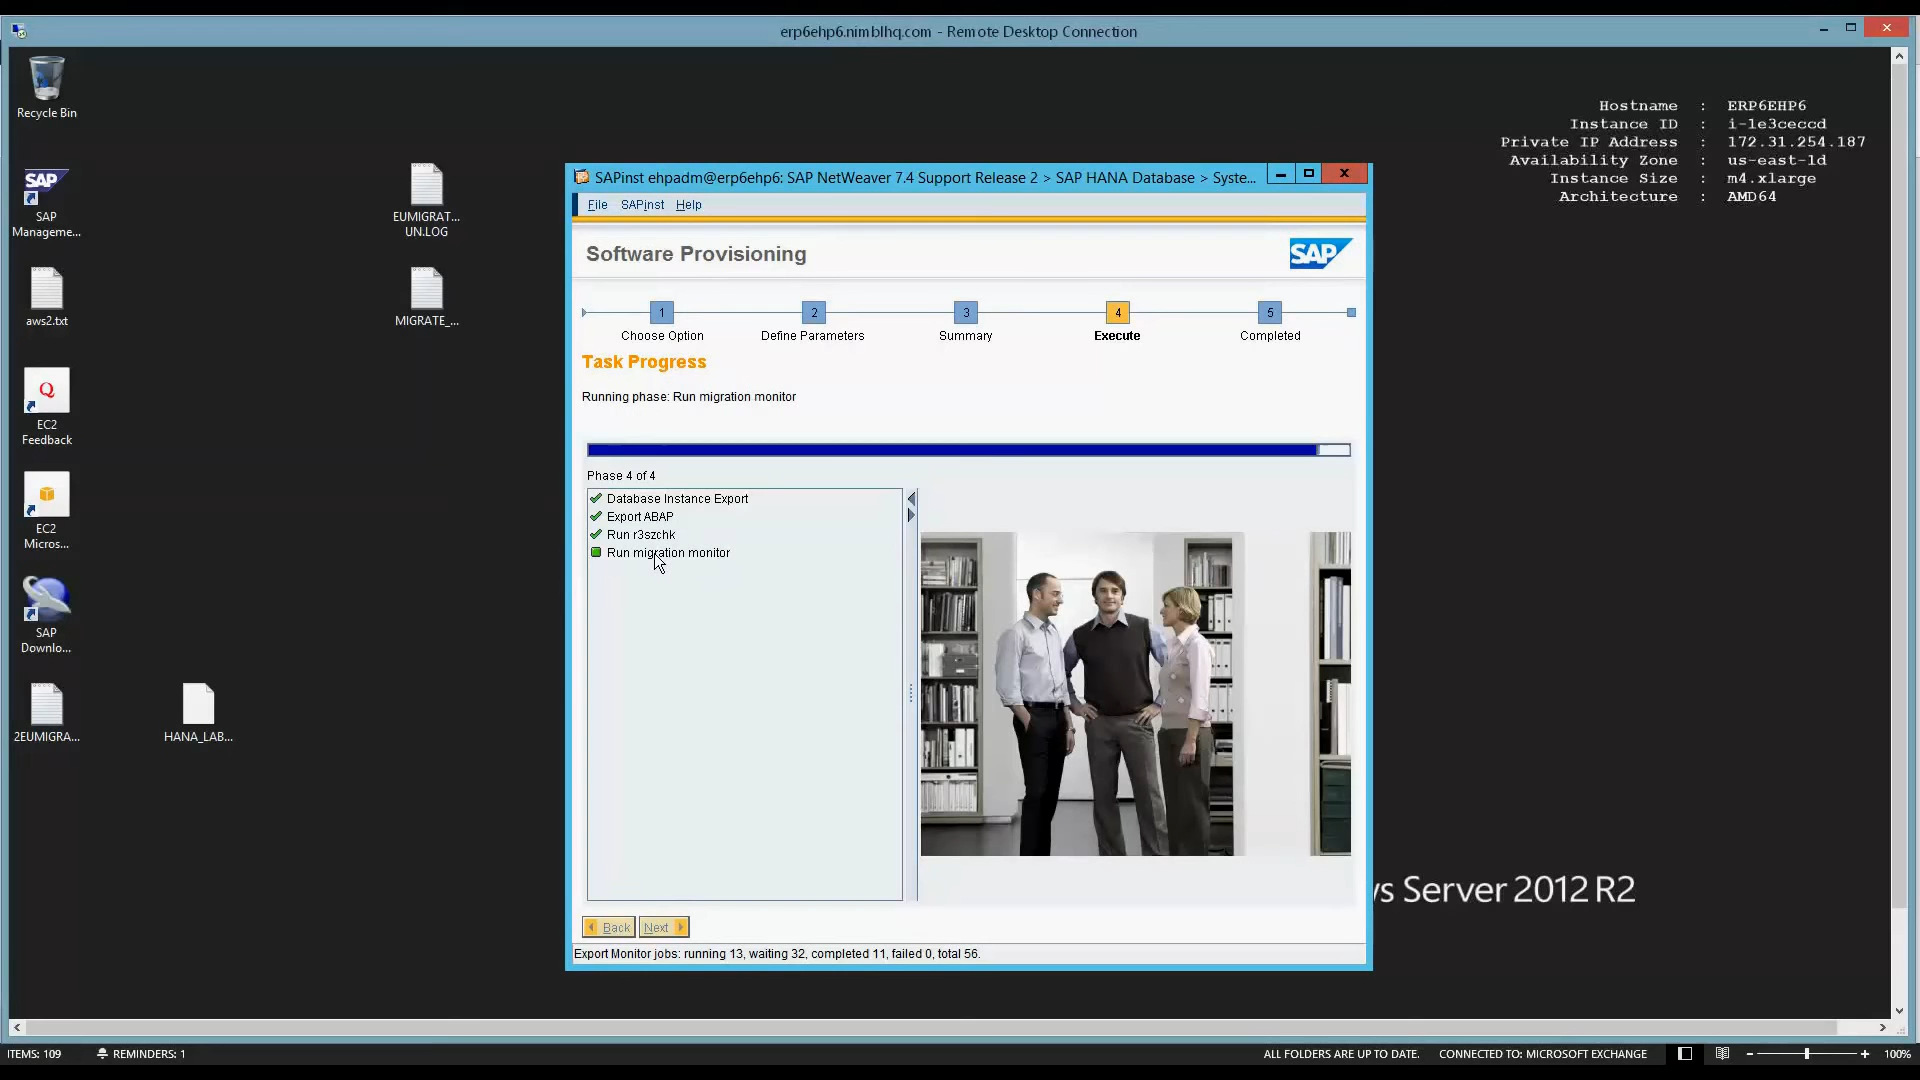 erp6ehp6.nimblhq.com - Remote Desktop Connection
Recycle Bin
SAP
Manageme...
aws2.txt
Q
EC2
Feedback
EC2
Micros...
SAP
Downlo...
2EUMIGRA...
HANA_LAB...
EUMIGRAT...
UN.LOG
MIGRATE_...
Hostname : ERP6EHP6
Instance ID : i-1e3ceccd
Private IP Address : 172.31.254.187
Availability Zone : us-east-1d
Instance Size : m4.xlarge
Architecture : AMD64
SAPinst ehpadm@erp6ehp6: SAP NetWeaver 7.4 Support Release 2 > SAP HANA Database > Syste...
File SAPinst Help
Software Provisioning
SAP
1 2 3 4 5
Choose Option Define Parameters Summary Execute Completed
Task Progress
Running phase: Run migration monitor
Phase 4 of 4
Database Instance Export
Export ABAP
Run r3szchk
Run migration monitor
Back Next
Export Monitor jobs: running 13, waiting 32, completed 11, failed 0, total 56.
ws Server 2012 R2
ITEMS: 109 REMINDERS: 1
ALL FOLDERS ARE UP TO DATE. CONNECTED TO: MICROSOFT EXCHANGE 100%